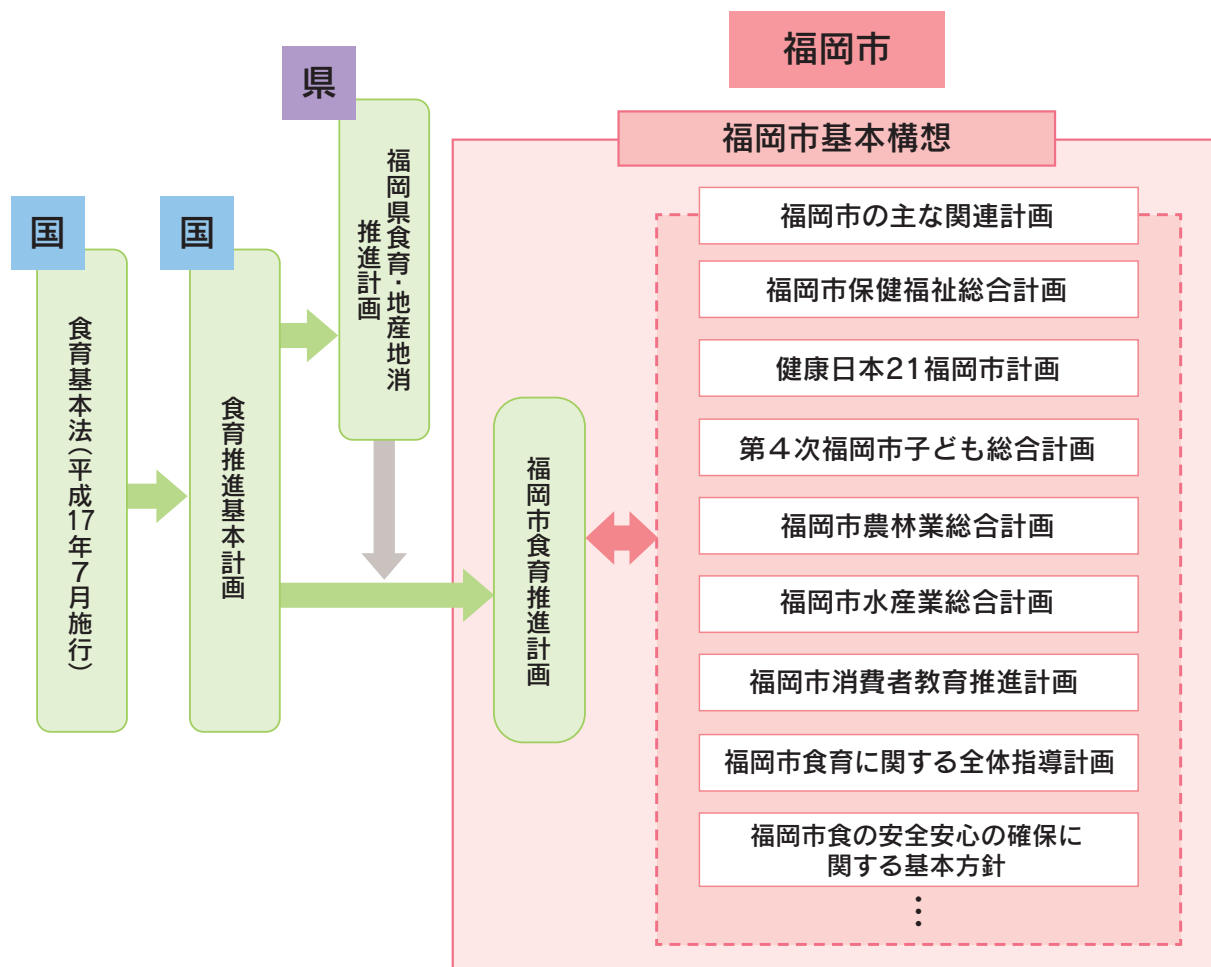 国
食育基本法(平成17年7月施行)
国
食育推進基本計画
県
福岡県食育・地産地消
推進計画
福岡市
福岡市基本構想
福岡市食育推進計画
福岡市の主な関連計画
福岡市保健福祉総合計画
健康日本21福岡市計画
第4次福岡市子ども総合計画
福岡市農林業総合計画
福岡市水産業総合計画
福岡市消費者教育推進計画
福岡市食育に関する全体指導計画
福岡市食の安全安心の確保に
関する基本方針
⋮